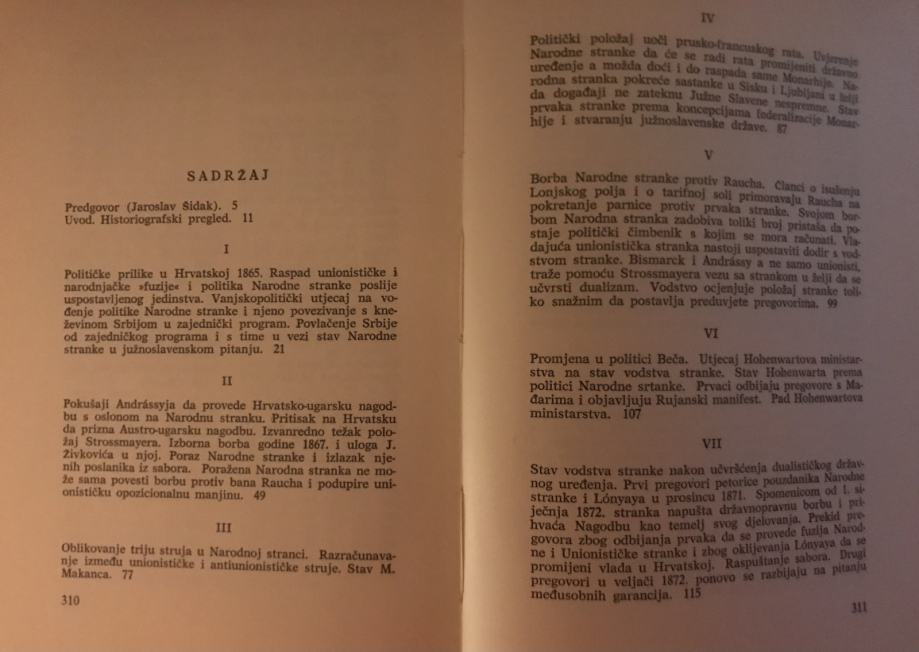 SADRŽAJ
Predgovor (Jaroslav Šidak). 5
Uvod. Historiografski pregled. 11
I
Političke prilike u Hrvatskoj 1865. Raspad unionističke i
narodnjačke »fuzije« i politika Narodne stranke poslije
uspostavljenog jedinstva. Vanjskopolitički utjecaj na vo-
đenje politike Narodne stranke i njeno povezivanje s kne-
ževinom Srbijom u zajednički program. Povlačenje Srbije
od zajedničkog programa i s time u vezi stav Narodne
stranke u južnoslavenskom pitanju. 21
II
Pokušaji Andrássyja da provede Hrvatsko-ugarsku nagod-
bu s oslonom na Narodnu stranku. Pritisak na Hrvatsku
da prizna Austro-ugarsku nagodbu. Izvanredno težak polo-
žaj Strossmayera. Izborna borba godine 1867. i uloga J.
Živkovića u njoj. Poraz Narodne stranke i izlazak nje-
nih poslanika iz sabora. Poražena Narodna stranka ne mo-
že sama povesti borbu protiv bana Raucha i podupire uni-
onističku opozicionalnu manjinu. 49
III
Oblikovanje triju struja u Narodnoj stranci. Razračunava-
nje između unionističke i antiunionističke struje. Stav M.
Makanca. 77
310
IV
Politički položaj uoči prusko-francuskog rata. Uvjerenje
Narodne stranke da će se radi rata promijeniti državno
uređenje a možda doći i do raspada same Monarhije. Na-
rodna stranka pokreće sastanke u Sisku i Ljubljani u želji
da događaji ne zateknu Južne Slavene nespremne. Stav
prvaka stranke prema koncepcijama federalizacije Monar-
hije i stvaranju južnoslavenske države. 87
V
Borba Narodne stranke protiv Raucha. Članci o isušenju
Lonjskog polja i o tarifnoj soli primoravaju Raucha na
pokretanje parnice protiv prvaka stranke. Svojom bor-
bom Narodna stranka zadobiva toliki broj pristaša da po-
staje politički čimbenik s kojim se mora računati. Vla-
dajuća unionistička stranka nastoji uspostaviti dodir s vod-
stvom stranke. Bismarck i Andrássy a ne samo unionisti,
traže pomoću Strossmayera vezu sa strankom u želji da se
učvrsti dualizam. Vodstvo ocjenjuje položaj stranke toli-
ko snažnim da postavlja preduvjete pregovorima. 99
VI
Promjena u politici Beča. Utjecaj Hohenwartova ministar-
stva na stav vodstva stranke. Stav Hohenwarta prema
politici Narodne srtanke. Prvaci odbijaju pregovore s Ma-
đarima i objavljuju Rujanski manifest. Pad Hohenwartova
ministarstva. 107
VII
Stav vodstva stranke nakon učvršćenja dualističkog držav-
nog uređenja. Prvi pregovori petorice pouzdanika Narodne
stranke i Lónyaya u prosincu 1871. Spomenicom od 1. si-
ječnja 1872. stranka napušta državnopravnu borbu i pri-
hvaća Nagodbu kao temelj svog djelovanja. Prekid pre-
govora zbog odbijanja prvaka da se provede fuzija Narod-
ne i Unionističke stranke i zbog oklijevanja Lónyaya da se
promijeni vlada u Hrvatskoj. Raspuštanje sabora. Drugi
pregovori u veljači 1872. ponovo se razbijaju na pitanju
međusobnih garancija. 115
311